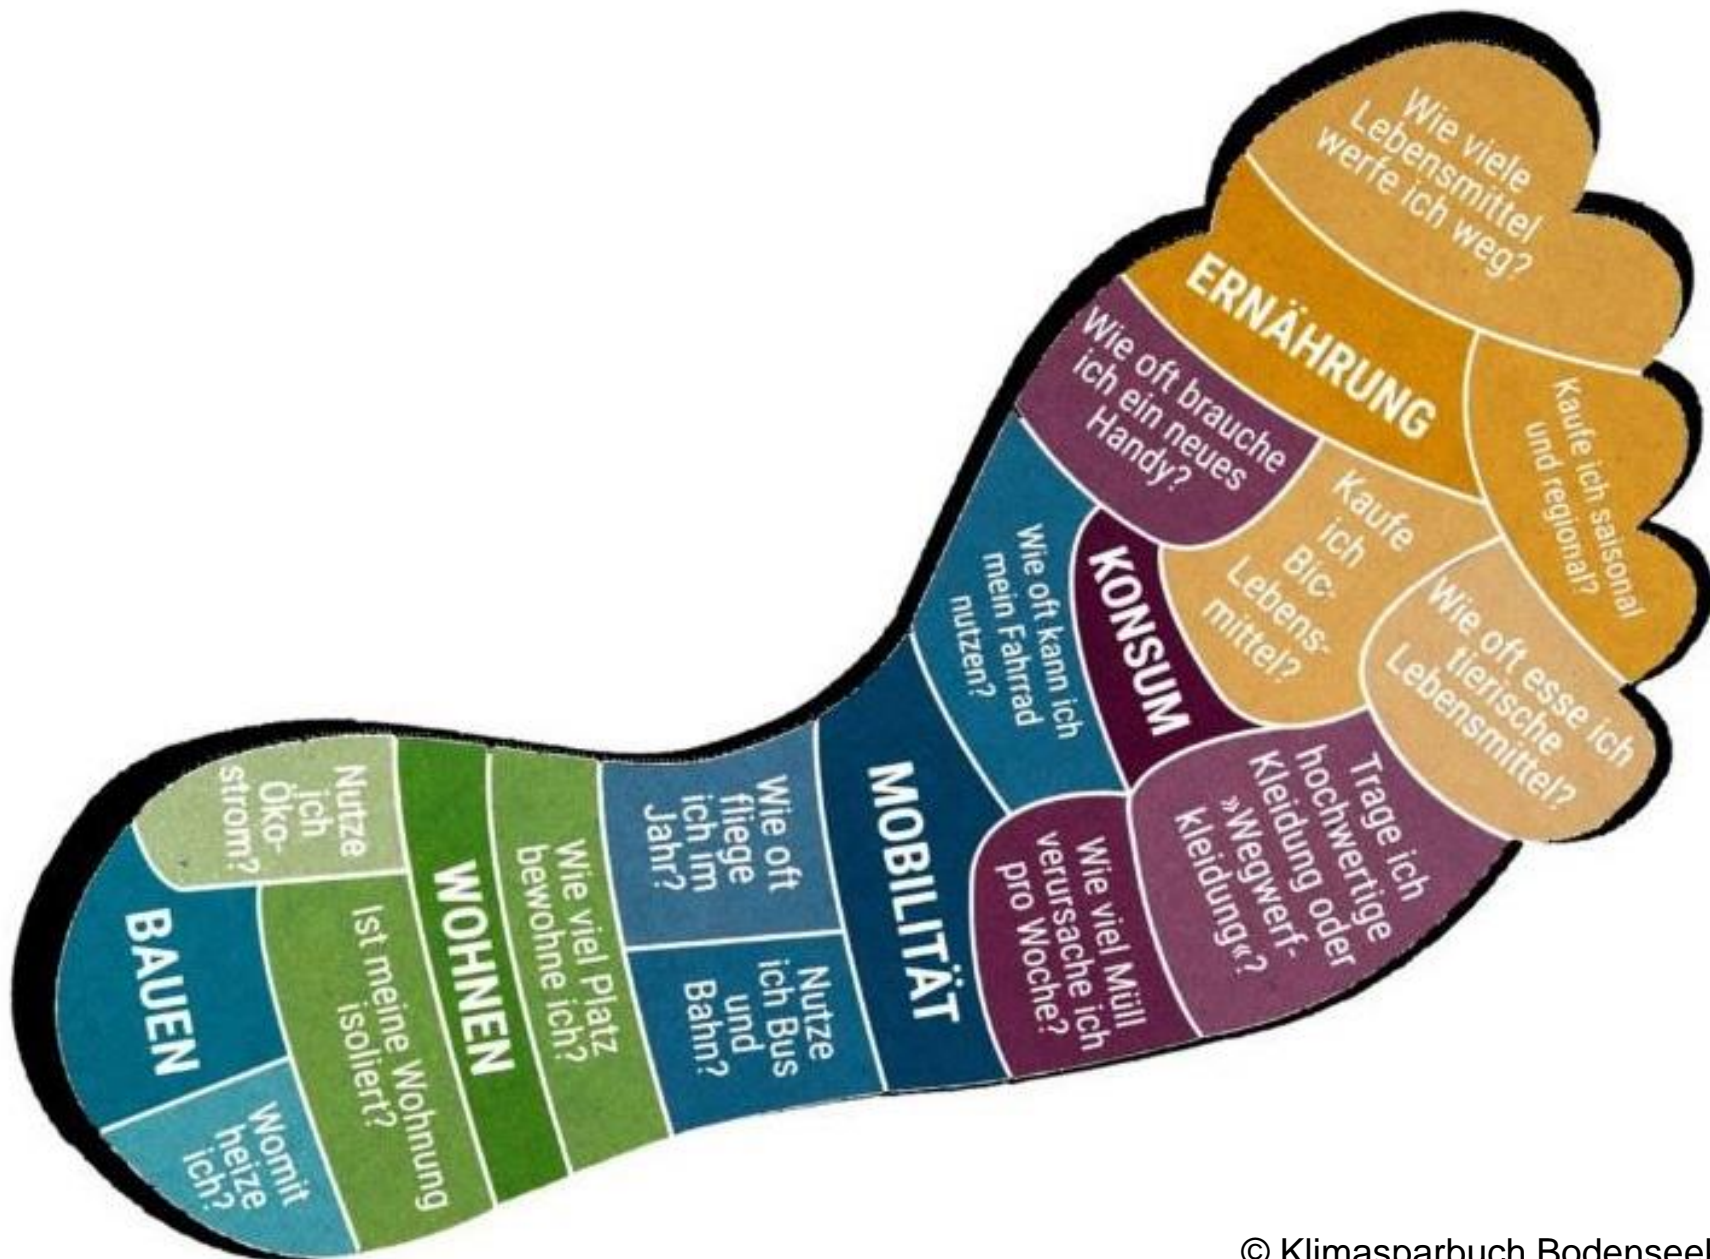 Wie viele
Lebensmittel
werfe ich weg?
ERNÄHRUNG
Kaufe ich saisonal
und regional?
Wie oft brauche
ich ein neues
Handy?
Kaufe
ich
Bic-
Lebens-
mittel?
Wie oft esse ich
tierische
Lebensmittel?
KONSUM
Wie oft kann ich
mein Fahrrad
nutzen?
Trage ich
hochwertige
Kleidung oder
»Wegwerf-
kleidung«?
Wie viel Müll
verursache ich
pro Woche?
MOBILITÄT
Wie oft
fliege
ich im
Jahr?
Nutze
ich Bus
und
Bahn?
Wie viel Platz
bewohne ich?
WOHNEN
Nutze
ich
Öko-
strom?
Ist meine Wohnung
isoliert?
BAUEN
Womit
heize
ich?
© Klimasparbuch Bodensee